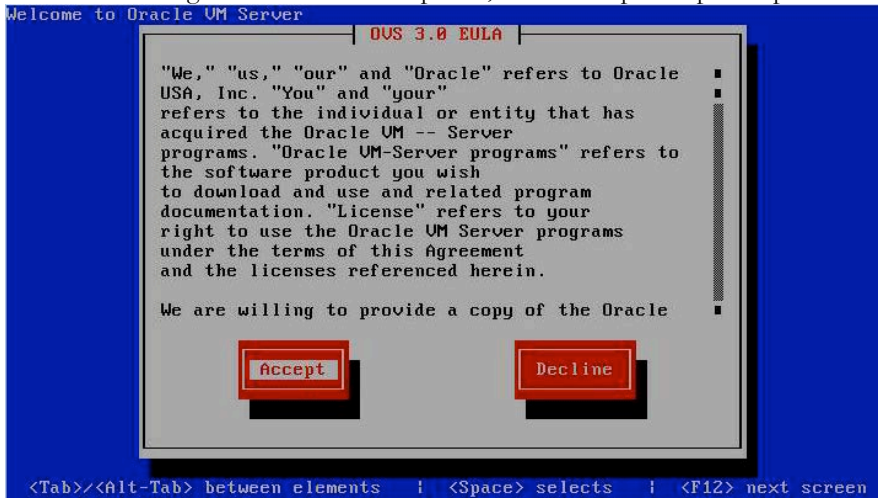 Welcome to Oracle VM Server
OVS 3.0 EULA
"We," "us," "our" and "Oracle" refers to Oracle
USA, Inc. "You" and "your"
refers to the individual or entity that has
acquired the Oracle VM -- Server
programs. "Oracle VM-Server programs" refers to
the software product you wish
to download and use and related program
documentation. "License" refers to your
right to use the Oracle VM Server programs
under the terms of this Agreement
and the licenses referenced herein.
We are willing to provide a copy of the Oracle
Accept Decline
<Tab>/<Alt-Tab> between elements | <Space> selects | <F12> next screen